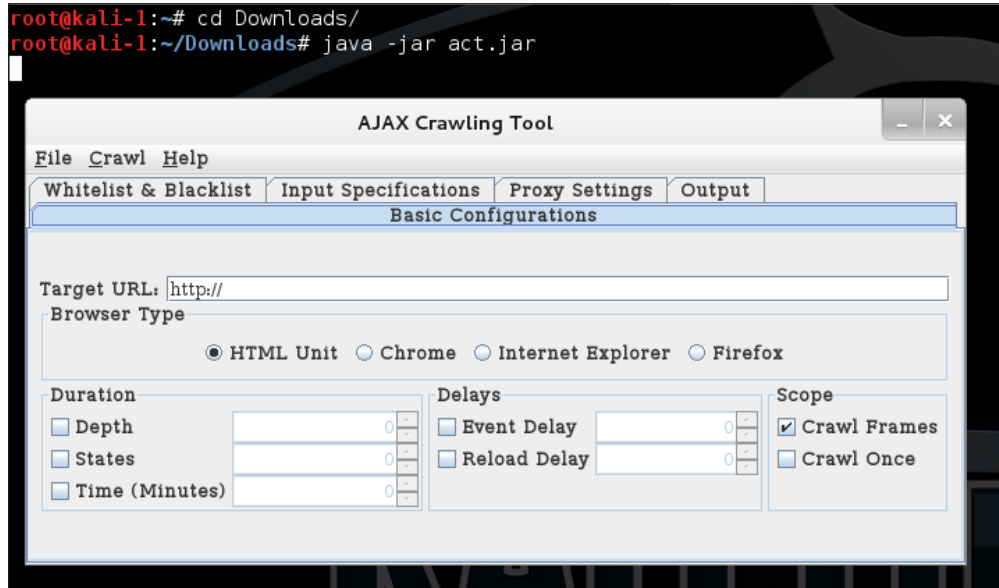 root@kali-1:~# cd Downloads/
root@kali-1:~/Downloads# java -jar act.jar
AJAX Crawling Tool
File Crawl Help
Whitelist & Blacklist Input Specifications Proxy Settings Output
Basic Configurations
Target URL: http://
Browser Type
HTML Unit Chrome Internet Explorer Firefox
Duration Delays Scope
Depth 0 Event Delay 0 Crawl Frames
States 0 Reload Delay 0 Crawl Once
Time (Minutes) 0